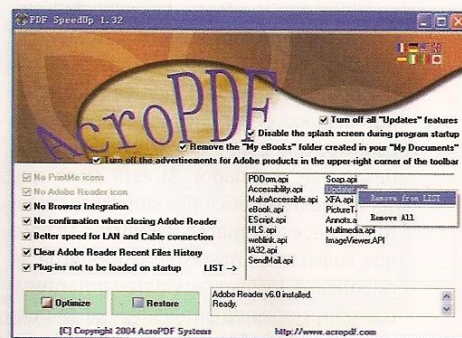 PDF SpeedUp 1.32
AcroPDF
Turn off all "Updates" features
Disable the splash screen during program startup
Remove the "My eBooks" folder created in your "My Documents"
Turn off the advertisements for Adobe products in the upper-right corner of the toolbar
No PrintMe icons
No Adobe Reader icon
No Browser Integration
No confirmation when closing Adobe Reader
Better speed for LAN and Cable connection
Clear Adobe Reader Recent Files History
Plug-ins not to be loaded on startup LIST -->
PDDom.api
Accessibility.api
MakeAccessible.api
eBook.api
EScript.api
HLS.api
weblink.api
IA32.api
SendMail.api
Soap.api
Updater.api
XFA.api
PictureT
Annots.a
Multimedia.api
ImageViewer.API
Remove from LIST
Remove All
Optimize
Restore
Adobe Reader v6.0 installed.
Ready.
(C) Copyright 2004 AcroPDF Systems http://www.acropdf.com